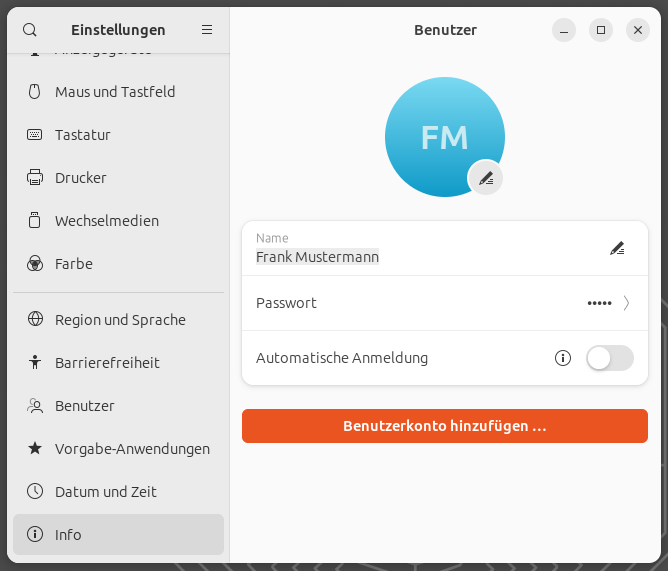 Einstellungen
Benutzer
Maus und Tastfeld
Tastatur
Drucker
Wechselmedien
Farbe
Region und Sprache
Barrierefreiheit
Benutzer
Vorgabe-Anwendungen
Datum und Zeit
Info
FM
Name
Frank Mustermann
Passwort
•••••
Automatische Anmeldung
Benutzerkonto hinzufügen …